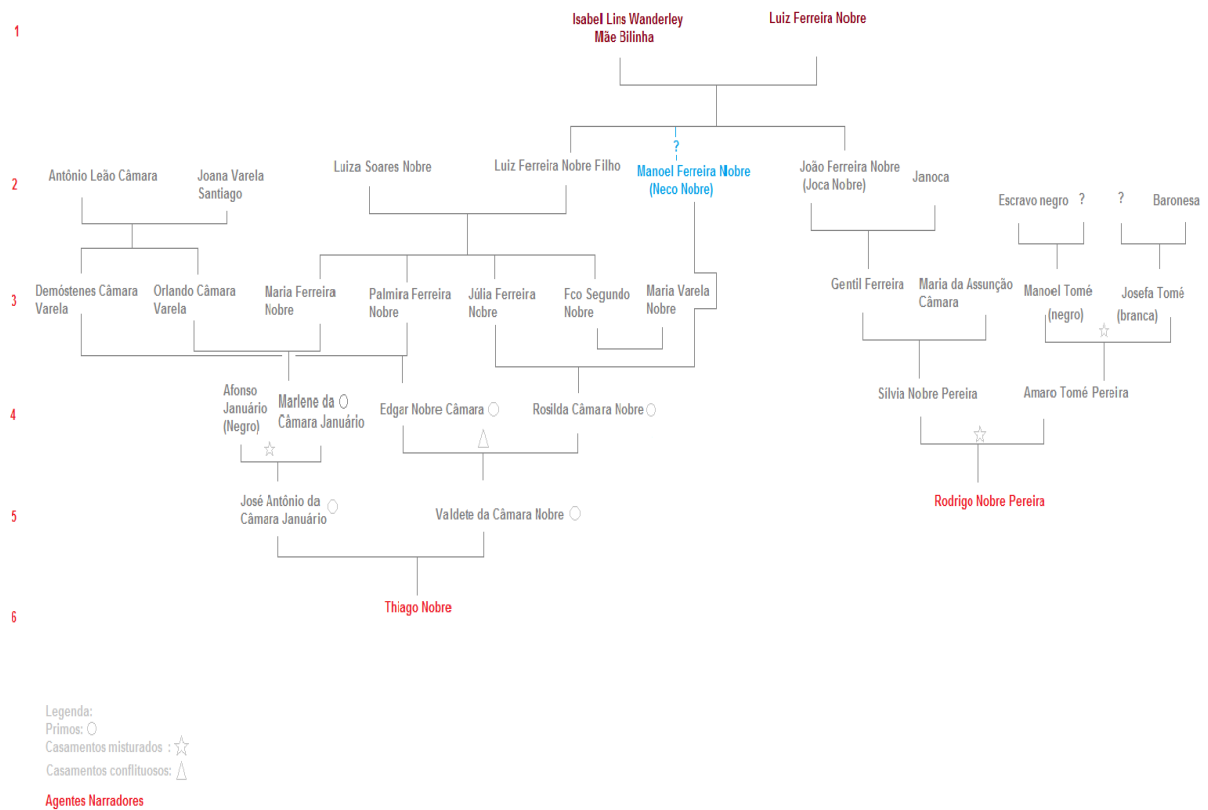 1
Isabel Lins Wanderley
Mãe Bilinha
Luiz Ferreira Nobre
2
Antônio Leão Câmara
Joana Varela
Santiago
Luiza Soares Nobre
Luiz Ferreira Nobre Filho
?
Manoel Ferreira Nobre
(Neco Nobre)
João Ferreira Nobre
(Joca Nobre)
Janoca
Escravo negro
?
?
Baronesa
3
Demóstenes Câmara
Varela
Orlando Câmara
Varela
Maria Ferreira
Nobre
Palmira Ferreira
Nobre
Júlia Ferreira
Nobre
Fco Segundo
Nobre
Maria Varela
Nobre
Gentil Ferreira
Maria da Assunção
Câmara
Manoel Tomé
(negro)
Josefa Tomé
(branca)
4
Afonso
Januário
(Negro)
Marlene da
Câmara Januário
Edgar Nobre Câmara
Rosilda Câmara Nobre
Sílvia Nobre Pereira
Amaro Tomé Pereira
5
José Antônio da
Câmara Januário
Valdete da Câmara Nobre
Rodrigo Nobre Pereira
6
Thiago Nobre
Legenda:
Primos:
Casamentos misturados :
Casamentos conflituosos:
Agentes Narradores